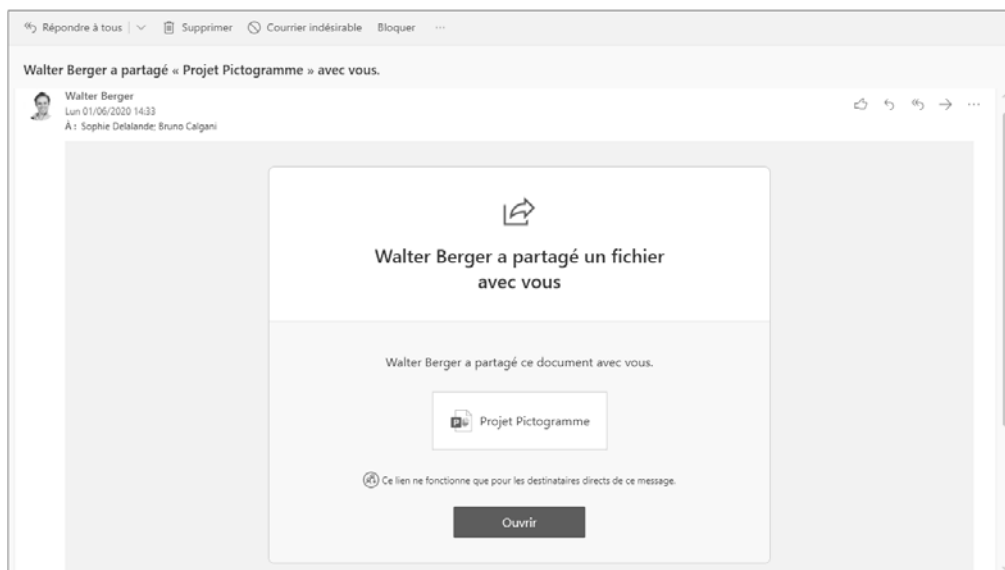 Répondre à tous Supprimer Courrier indésirable Bloquer ...
Walter Berger a partagé « Projet Pictogramme » avec vous.
Walter Berger
Lun 01/06/2020 14:33
À : Sophie Delalande; Bruno Calgani
Walter Berger a partagé un fichier
avec vous
Walter Berger a partagé ce document avec vous.
P Projet Pictogramme
Ce lien ne fonctionne que pour les destinataires directs de ce message.
Ouvrir